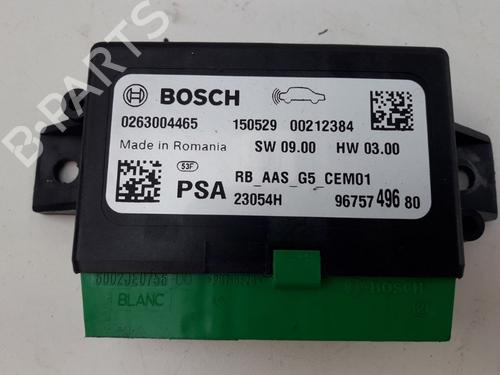 BOSCH
0263004465 150529 00212384
Made in Romania SW 09.00 HW 03.00
53F
PSA RB_AAS_G5_CEM01
23054H 96757 496 80
BLANC
BOSCH
B-PARTS